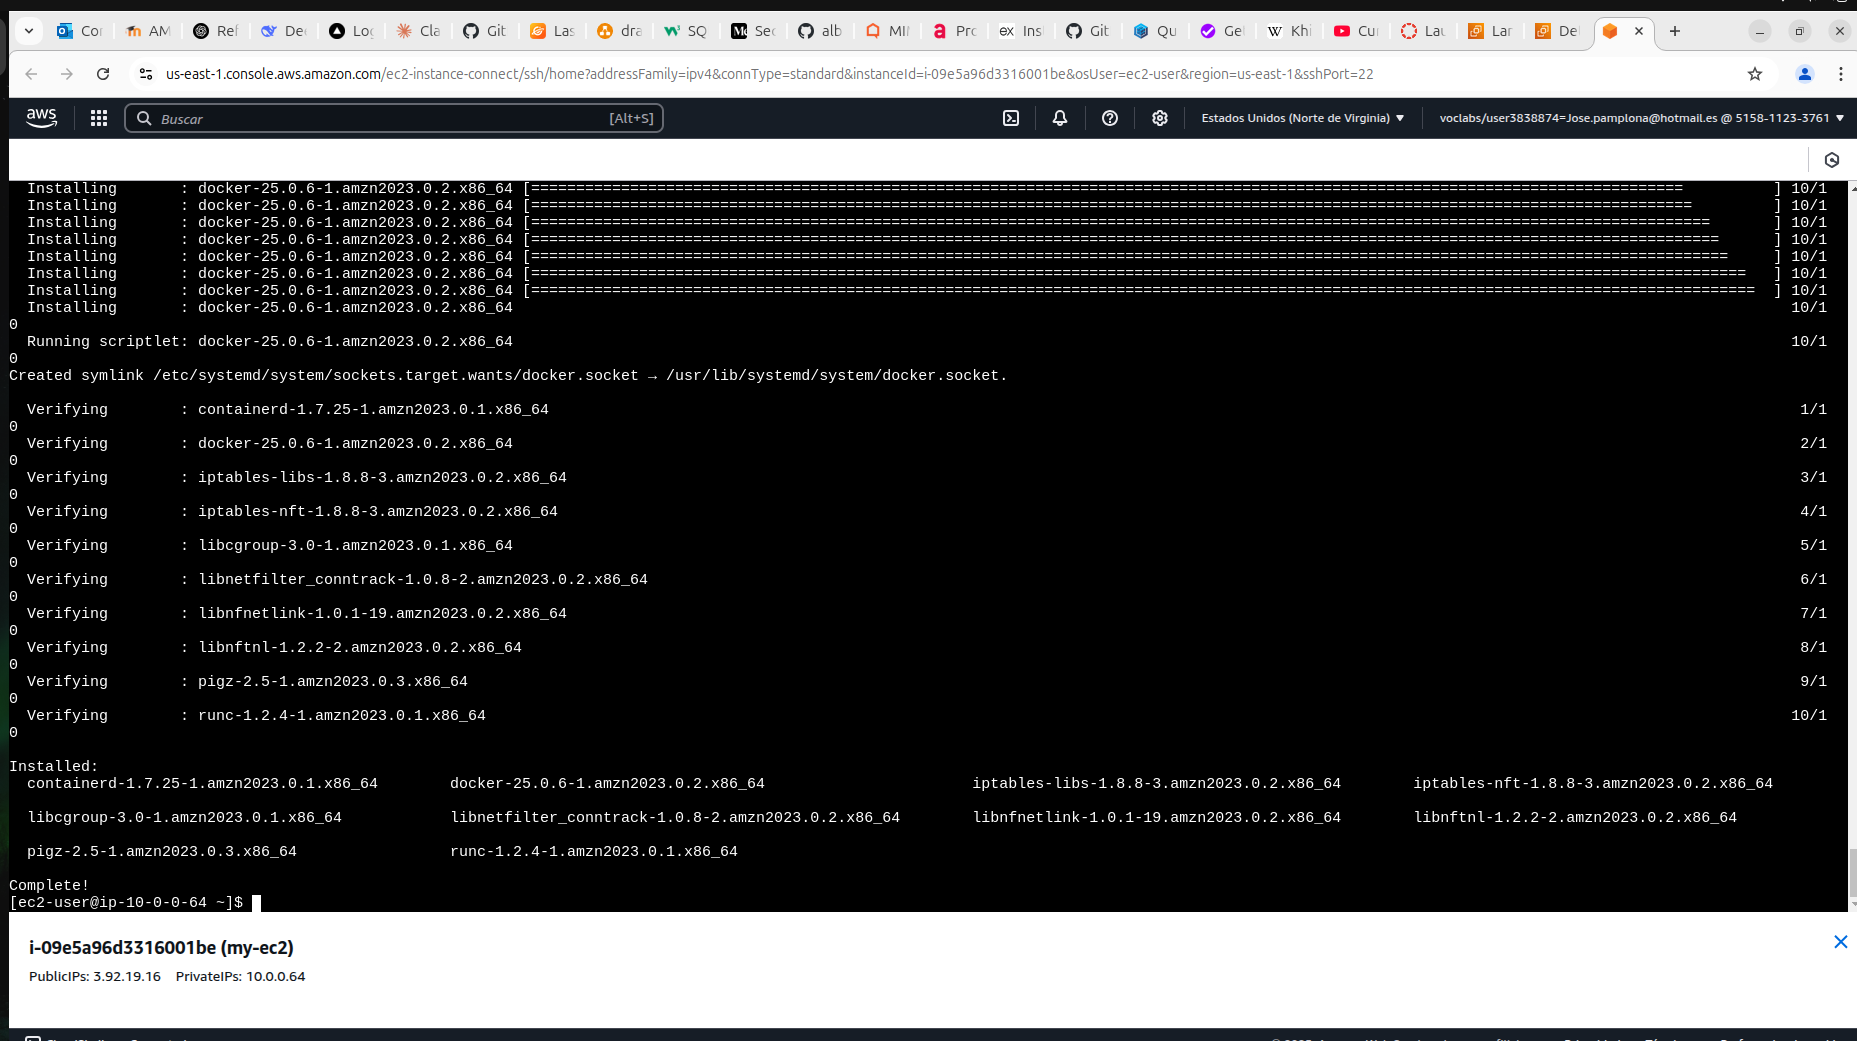 Cor
AM
Ref
Dee
Log
Cla
Git
Las
dra
SQ
Sec
alb
MII
Pro
Ins
Git
Qu
Gel
Khi
Cur
Lau
Lar
De
us-east-1.console.aws.amazon.com/ec2-instance-connect/ssh/home?addressFamily=ipv4&connType=standard&instanceId=i-09e5a96d3316001be&osUser=ec2-user&region=us-east-1&sshPort=22
aws
Buscar
[Alt+S]
Estados Unidos (Norte de Virginia)
voclabs/user3838874=Jose.pamplona@hotmail.es @ 5158-1123-3761
Installing : docker-25.0.6-1.amzn2023.0.2.x86_64 [================================================================================================================================ ] 10/1
Installing : docker-25.0.6-1.amzn2023.0.2.x86_64 [================================================================================================================================= ] 10/1
Installing : docker-25.0.6-1.amzn2023.0.2.x86_64 [=================================================================================================================================== ] 10/1
Installing : docker-25.0.6-1.amzn2023.0.2.x86_64 [==================================================================================================================================== ] 10/1
Installing : docker-25.0.6-1.amzn2023.0.2.x86_64 [===================================================================================================================================== ] 10/1
Installing : docker-25.0.6-1.amzn2023.0.2.x86_64 [======================================================================================================================================= ] 10/1
Installing : docker-25.0.6-1.amzn2023.0.2.x86_64 [======================================================================================================================================== ] 10/1
Installing : docker-25.0.6-1.amzn2023.0.2.x86_64 10/1
0
Running scriptlet: docker-25.0.6-1.amzn2023.0.2.x86_64 10/1
0
Created symlink /etc/systemd/system/sockets.target.wants/docker.socket → /usr/lib/systemd/system/docker.socket.
Verifying : containerd-1.7.25-1.amzn2023.0.1.x86_64 1/1
0
Verifying : docker-25.0.6-1.amzn2023.0.2.x86_64 2/1
0
Verifying : iptables-libs-1.8.8-3.amzn2023.0.2.x86_64 3/1
0
Verifying : iptables-nft-1.8.8-3.amzn2023.0.2.x86_64 4/1
0
Verifying : libcgroup-3.0-1.amzn2023.0.1.x86_64 5/1
0
Verifying : libnetfilter_conntrack-1.0.8-2.amzn2023.0.2.x86_64 6/1
0
Verifying : libnfnetlink-1.0.1-19.amzn2023.0.2.x86_64 7/1
0
Verifying : libnftnl-1.2.2-2.amzn2023.0.2.x86_64 8/1
0
Verifying : pigz-2.5-1.amzn2023.0.3.x86_64 9/1
0
Verifying : runc-1.2.4-1.amzn2023.0.1.x86_64 10/1
0
Installed:
containerd-1.7.25-1.amzn2023.0.1.x86_64 docker-25.0.6-1.amzn2023.0.2.x86_64 iptables-libs-1.8.8-3.amzn2023.0.2.x86_64 iptables-nft-1.8.8-3.amzn2023.0.2.x86_64
libcgroup-3.0-1.amzn2023.0.1.x86_64 libnetfilter_conntrack-1.0.8-2.amzn2023.0.2.x86_64 libnfnetlink-1.0.1-19.amzn2023.0.2.x86_64 libnftnl-1.2.2-2.amzn2023.0.2.x86_64
pigz-2.5-1.amzn2023.0.3.x86_64 runc-1.2.4-1.amzn2023.0.1.x86_64
Complete!
[ec2-user@ip-10-0-0-64 ~]$
i-09e5a96d3316001be (my-ec2)
PublicIPs: 3.92.19.16 PrivateIPs: 10.0.0.64